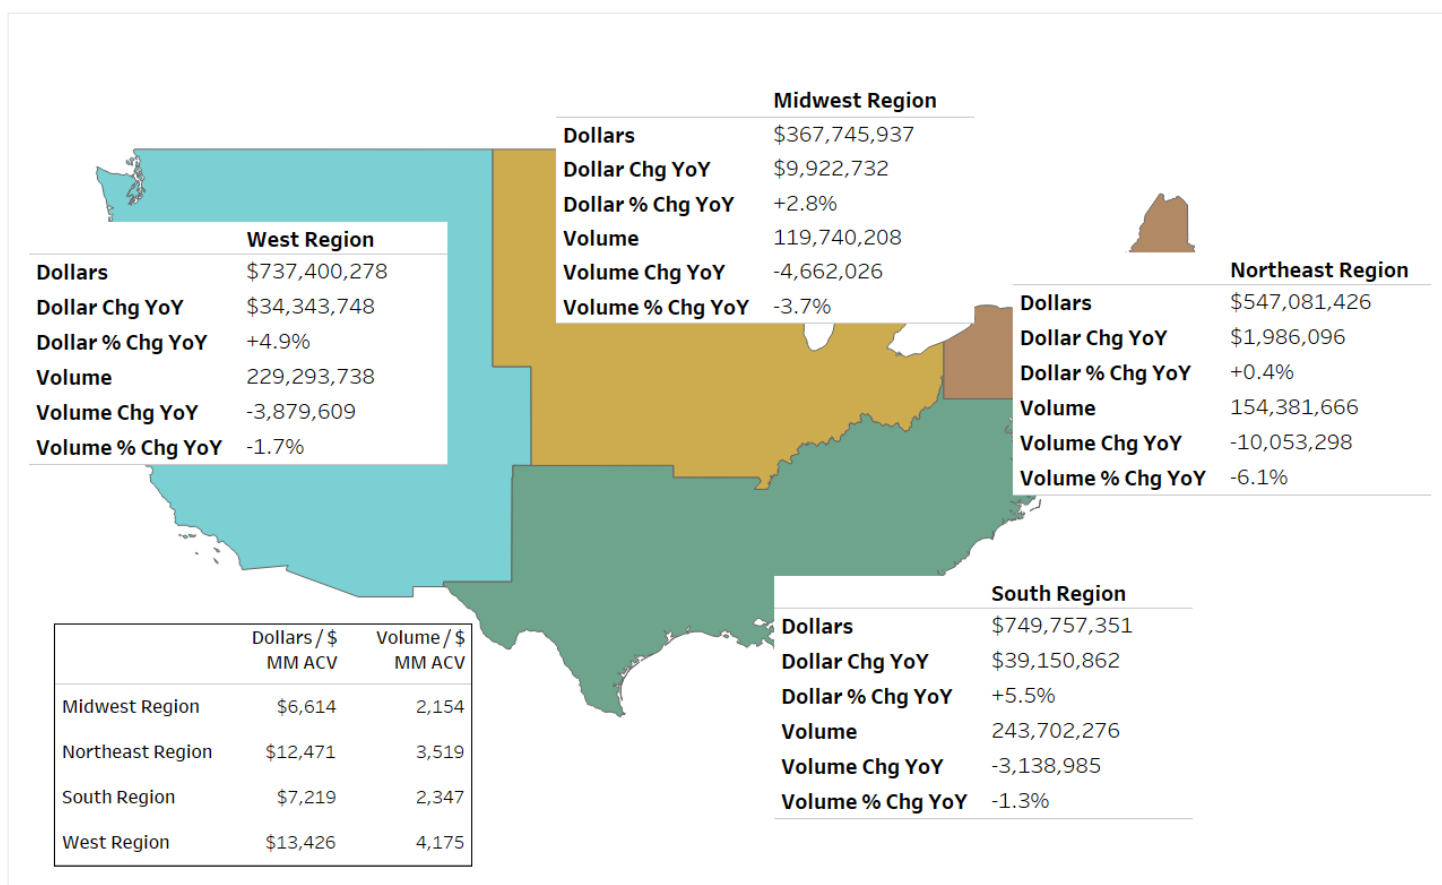 Midwest Region
Dollars $367,745,937
Dollar Chg YoY $9,922,732
Dollar % Chg YoY +2.8%
Volume 119,740,208
Volume Chg YoY -4,662,026
Volume % Chg YoY -3.7%
West Region
Dollars $737,400,278
Dollar Chg YoY $34,343,748
Dollar % Chg YoY +4.9%
Volume 229,293,738
Volume Chg YoY -3,879,609
Volume % Chg YoY -1.7%
Northeast Region
Dollars $547,081,426
Dollar Chg YoY $1,986,096
Dollar % Chg YoY +0.4%
Volume 154,381,666
Volume Chg YoY -10,053,298
Volume % Chg YoY -6.1%
South Region
Dollars $749,757,351
Dollar Chg YoY $39,150,862
Dollar % Chg YoY +5.5%
Volume 243,702,276
Volume Chg YoY -3,138,985
Volume % Chg YoY -1.3%
Dollars / $ Volume / $
MM ACV MM ACV
Midwest Region $6,614 2,154
Northeast Region $12,471 3,519
South Region $7,219 2,347
West Region $13,426 4,175